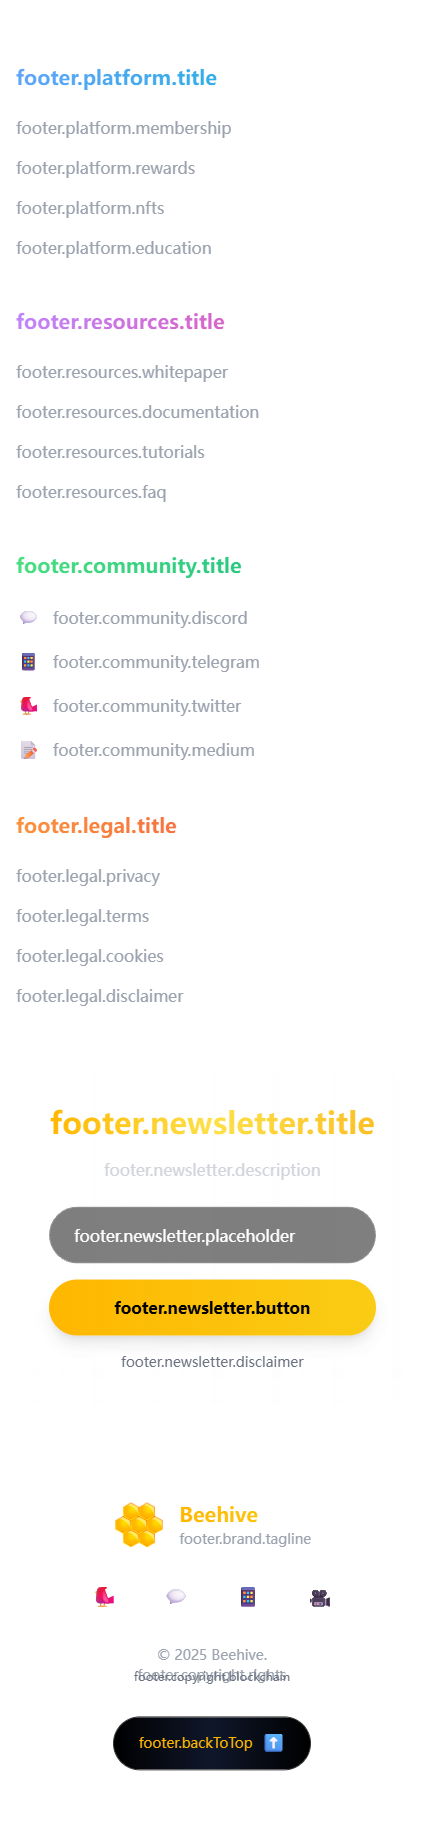 footer.platform.title
footer.platform.membership
footer.platform.rewards
footer.platform.nfts
footer.platform.education
footer.resources.title
footer.resources.whitepaper
footer.resources.documentation
footer.resources.tutorials
footer.resources.faq
footer.community.title
footer.community.discord
footer.community.telegram
footer.community.twitter
footer.community.medium
footer.legal.title
footer.legal.privacy
footer.legal.terms
footer.legal.cookies
footer.legal.disclaimer
footer.newsletter.title
footer.newsletter.description
footer.newsletter.placeholder
footer.newsletter.button
footer.newsletter.disclaimer
Beehive
footer.brand.tagline
© 2025 Beehive.
footer.copyright.rights
footer.copyright.blockchain
footer.backToTop